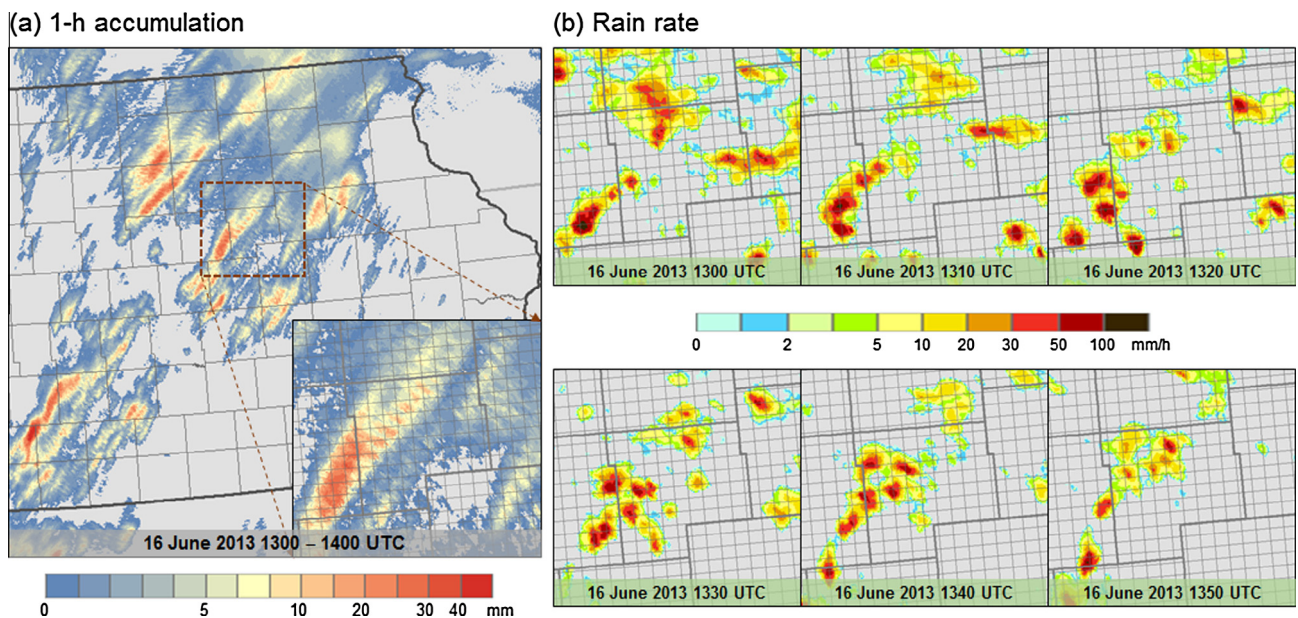 (a) 1-h accumulation
16 June 2013 1300 – 1400 UTC
0 5 10 20 30 40 mm
(b) Rain rate
16 June 2013 1300 UTC
16 June 2013 1310 UTC
16 June 2013 1320 UTC
0 2 5 10 20 30 50 100 mm/h
16 June 2013 1330 UTC
16 June 2013 1340 UTC
16 June 2013 1350 UTC